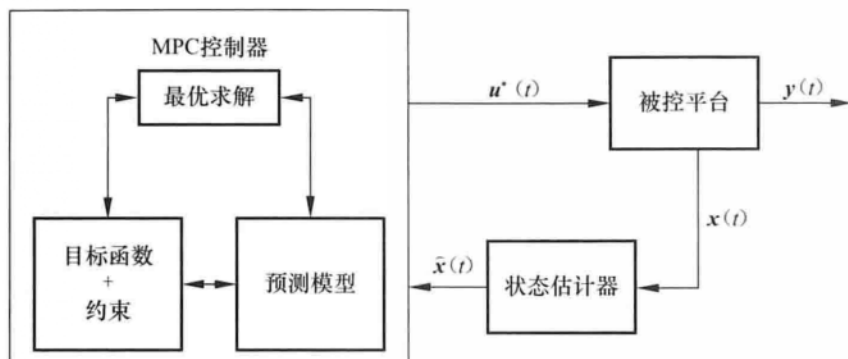 MPC控制器
最优求解
u*(t)
被控平台
y(t)
x(t)
目标函数
+
约束
预测模型
x̂(t)
状态估计器